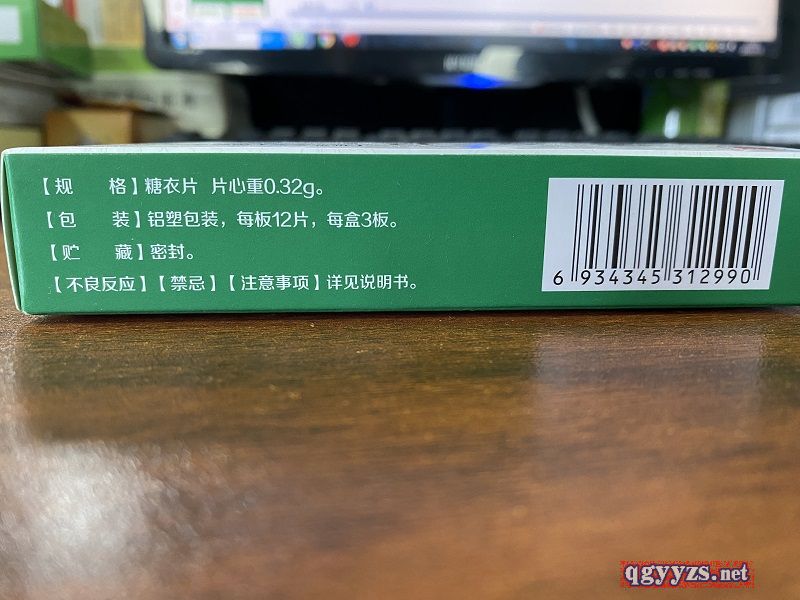 【规　　格】糖衣片 片心重0.32g。
【包　　装】铝塑包装，每板12片，每盒3板。
【贮　　藏】密封。
【不良反应】【禁忌】【注意事项】详见说明书。
6 934345 312990
qgyyzs.net